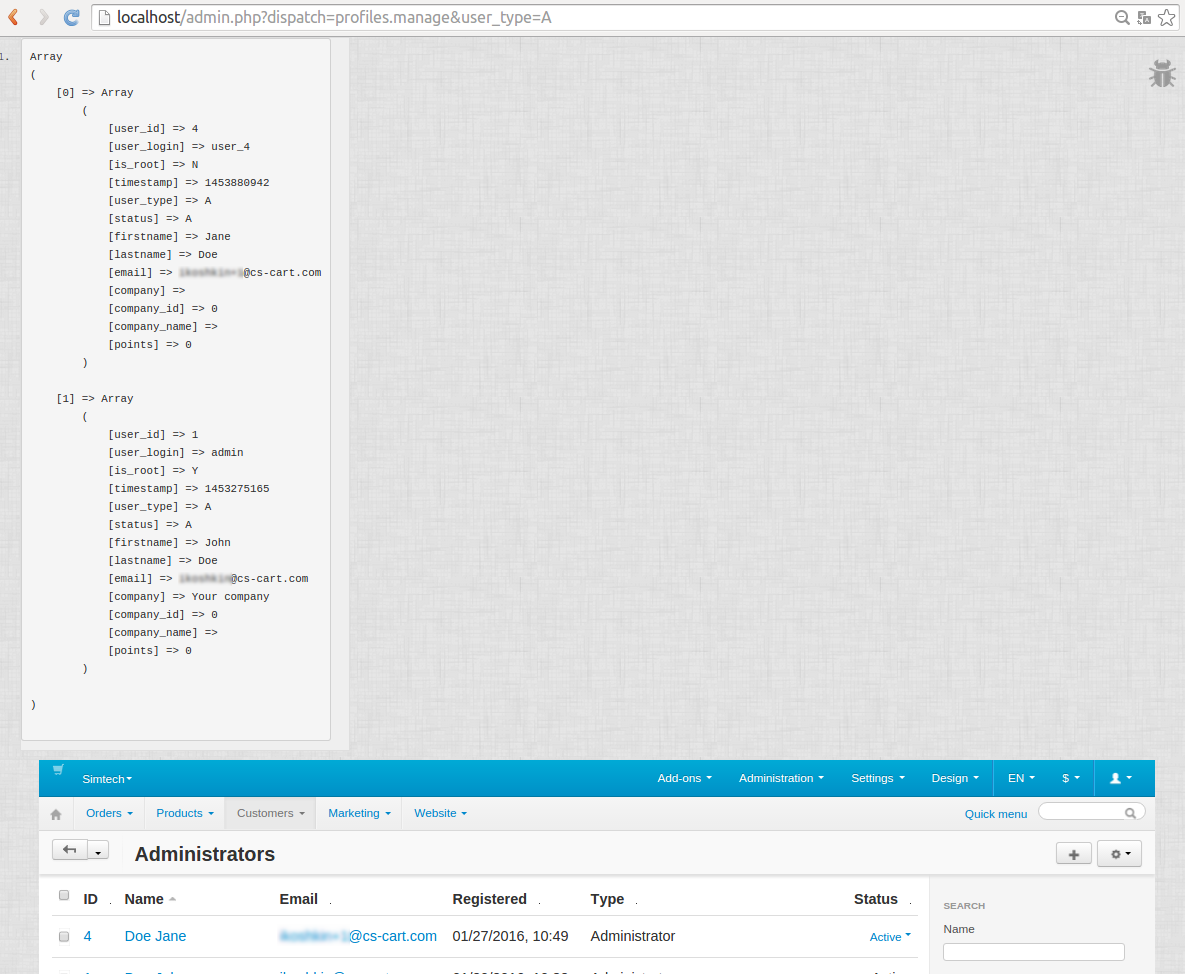 localhost/admin.php?dispatch=profiles.manage&user_type=A
1.
Array
(
[0] => Array
(
[user_id] => 4
[user_login] => user_4
[is_root] => N
[timestamp] => 1453880942
[user_type] => A
[status] => A
[firstname] => Jane
[lastname] => Doe
[email] => @cs-cart.com
[company] =>
[company_id] => 0
[company_name] =>
[points] => 0
)
[1] => Array
(
[user_id] => 1
[user_login] => admin
[is_root] => Y
[timestamp] => 1453275165
[user_type] => A
[status] => A
[firstname] => John
[lastname] => Doe
[email] => @cs-cart.com
[company] => Your company
[company_id] => 0
[company_name] =>
[points] => 0
)
)
Simtech Add-ons Administration Settings Design EN $
Orders Products Customers Marketing Website Quick menu
Administrators
ID Name Email Registered Type Status
SEARCH
Name
4 Doe Jane @cs-cart.com 01/27/2016, 10:49 Administrator Active